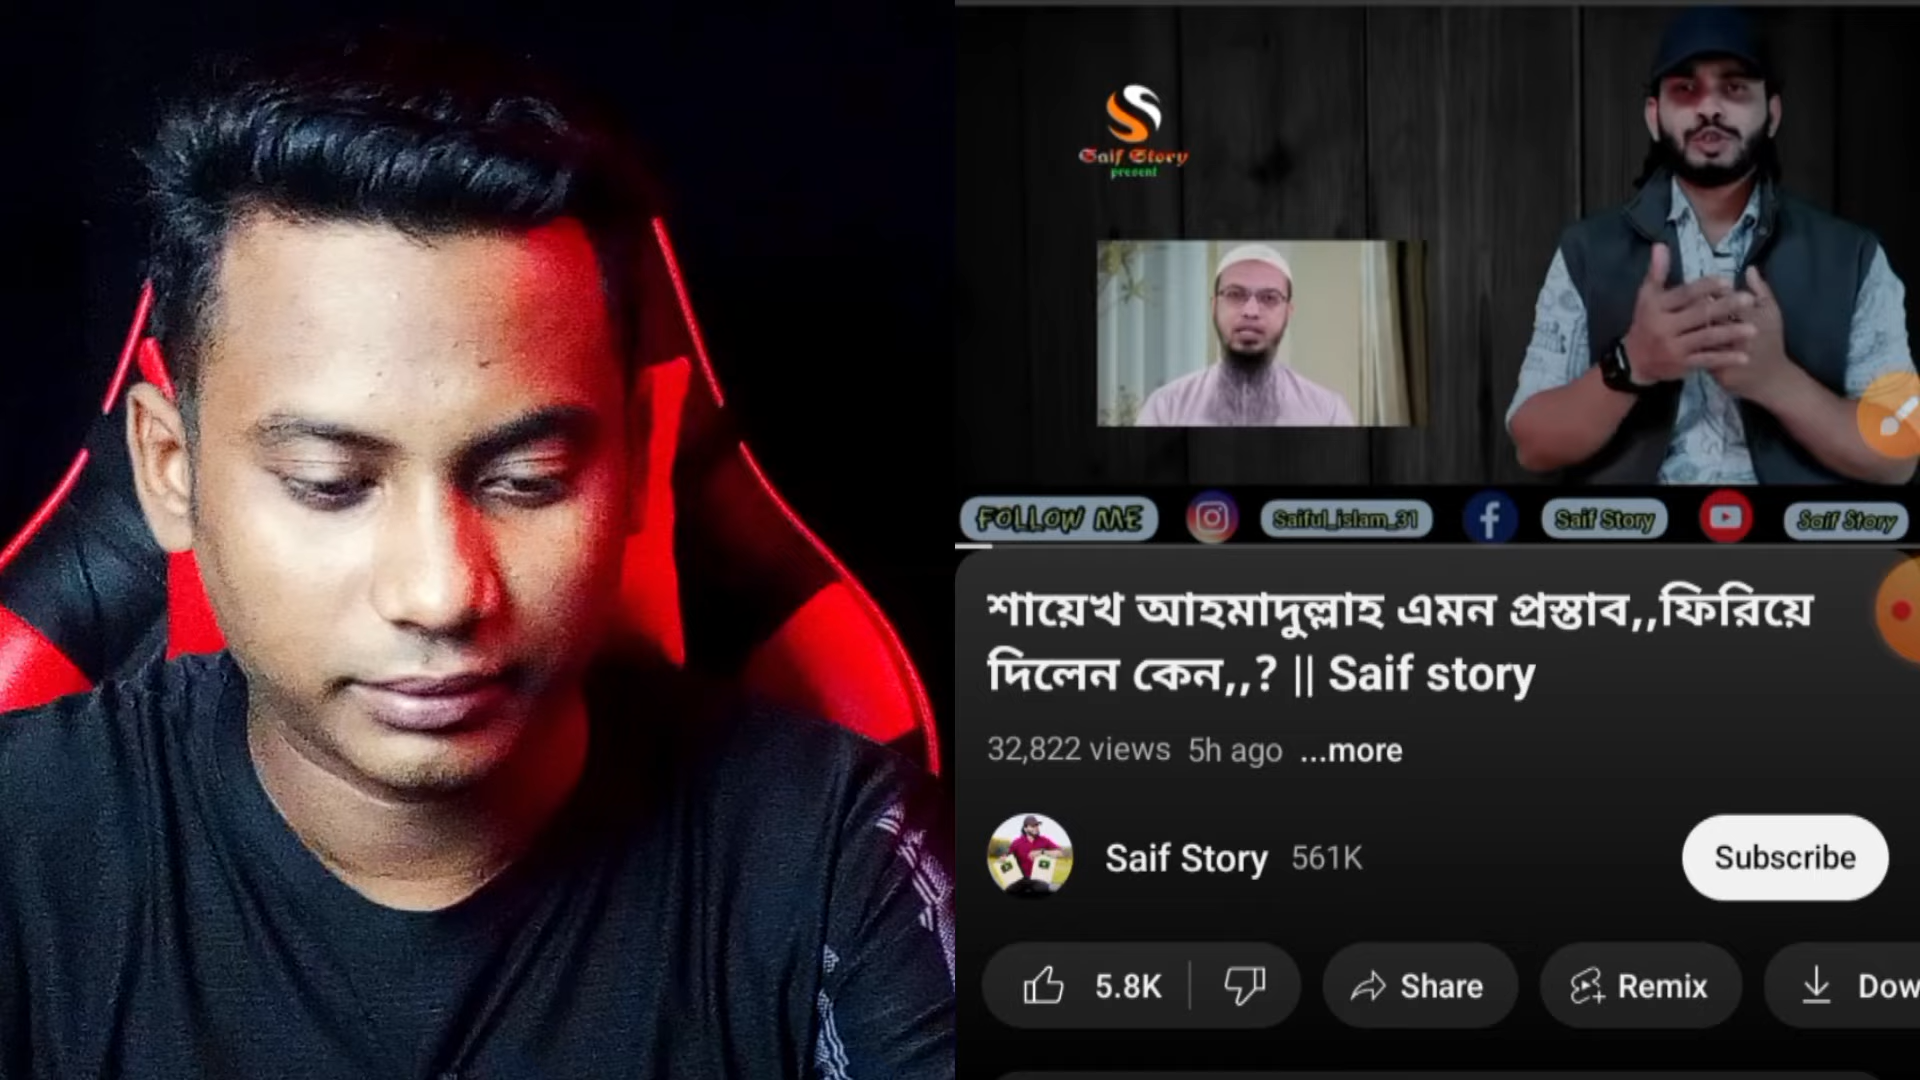 Saif Story
present
FOLLOW ME
Saiful_islam_31
Saif Story
Saif Story
শায়েখ আহমাদুল্লাহ এমন প্রস্তাব,,ফিরিয়ে
দিলেন কেন,,? || Saif story
32,822 views 5h ago ...more
Saif Story 561K
Subscribe
5.8K
Share
Remix
Dow